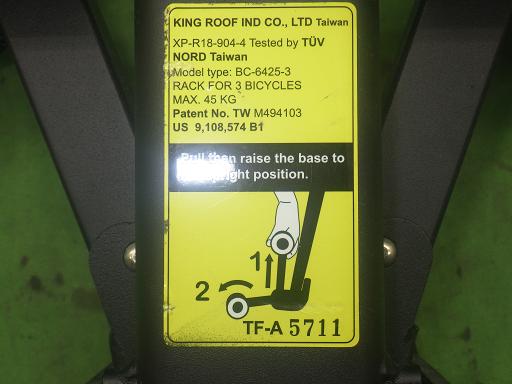 KING ROOF IND CO., LTD Taiwan
XP-R18-904-4 Tested by TÜV
NORD Taiwan
Model type: BC-6425-3
RACK FOR 3 BICYCLES
MAX. 45 KG
Patent No. TW M494103
US 9,108,574 B1
Pull then raise the base to
position.
1
2
TF-A 5711